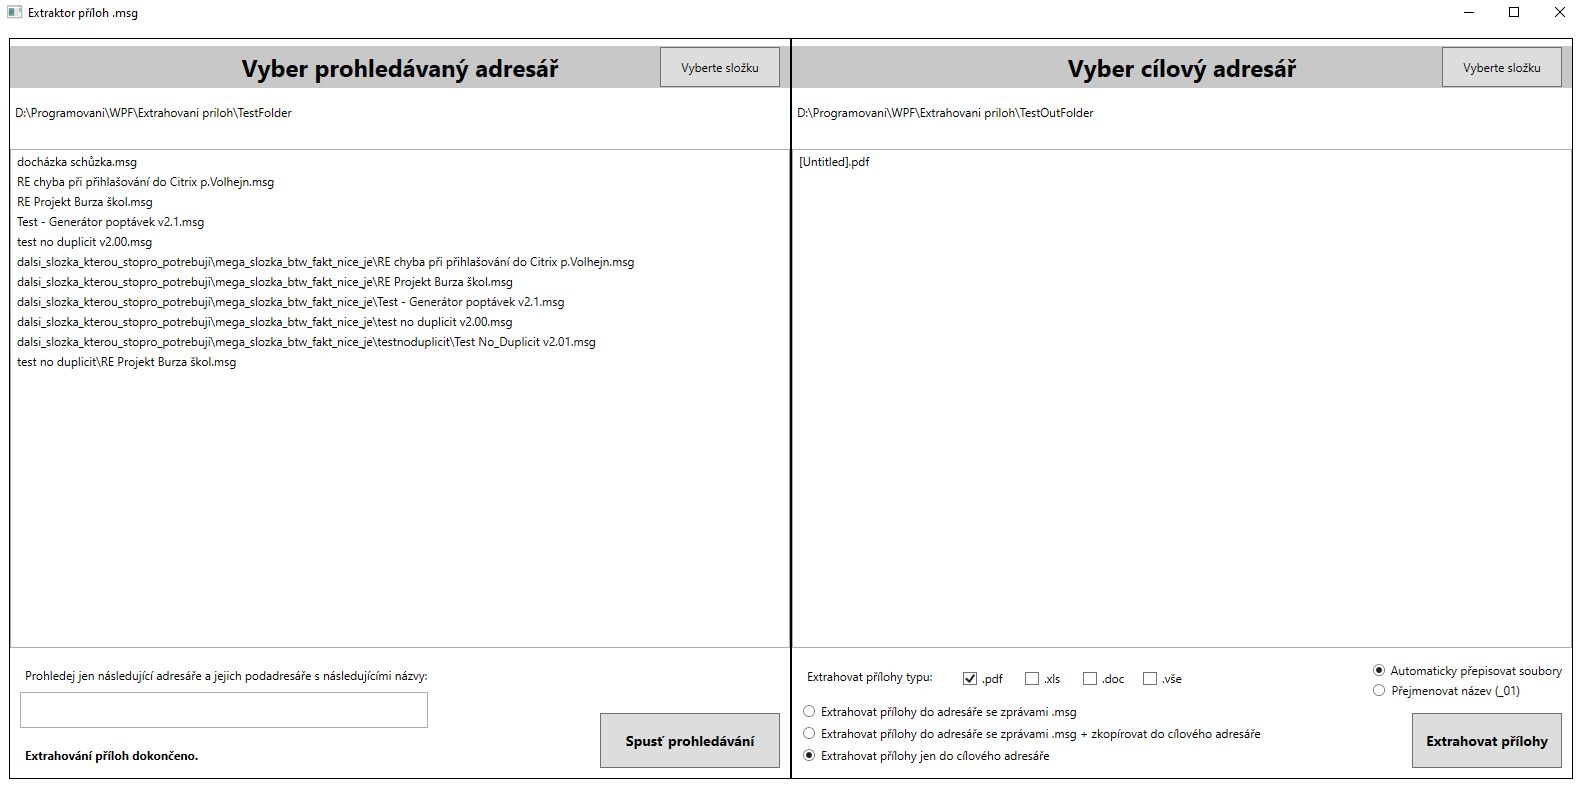 Extraktor příloh .msg
Vyber prohledávaný adresář
Vyberte složku
D:\Programovani\WPF\Extrahovani priloh\TestFolder
docházka schůzka.msg
RE chyba při přihlašování do Citrix p.Volhejn.msg
RE Projekt Burza škol.msg
Test - Generátor poptávek v2.1.msg
test no duplicit v2.00.msg
dalsi_slozka_kterou_stopro_potrebuji\mega_slozka_btw_fakt_nice_je\RE chyba při přihlašování do Citrix p.Volhejn.msg
dalsi_slozka_kterou_stopro_potrebuji\mega_slozka_btw_fakt_nice_je\RE Projekt Burza škol.msg
dalsi_slozka_kterou_stopro_potrebuji\mega_slozka_btw_fakt_nice_je\Test - Generátor poptávek v2.1.msg
dalsi_slozka_kterou_stopro_potrebuji\mega_slozka_btw_fakt_nice_je\test no duplicit v2.00.msg
dalsi_slozka_kterou_stopro_potrebuji\mega_slozka_btw_fakt_nice_je\testnoduplicit\Test No_Duplicit v2.01.msg
test no duplicit\RE Projekt Burza škol.msg
Prohledej jen následující adresáře a jejich podadresáře s následujícími názvy:
Extrahování příloh dokončeno.
Spusť prohledávání
Vyber cílový adresář
Vyberte složku
D:\Programovani\WPF\Extrahovani priloh\TestOutFolder
[Untitled].pdf
Extrahovat přílohy typu: .pdf .xls .doc .vše
Extrahovat přílohy do adresáře se zprávami .msg
Extrahovat přílohy do adresáře se zprávami .msg + zkopírovat do cílového adresáře
Extrahovat přílohy jen do cílového adresáře
Automaticky přepisovat soubory
Přejmenovat název (_01)
Extrahovat přílohy